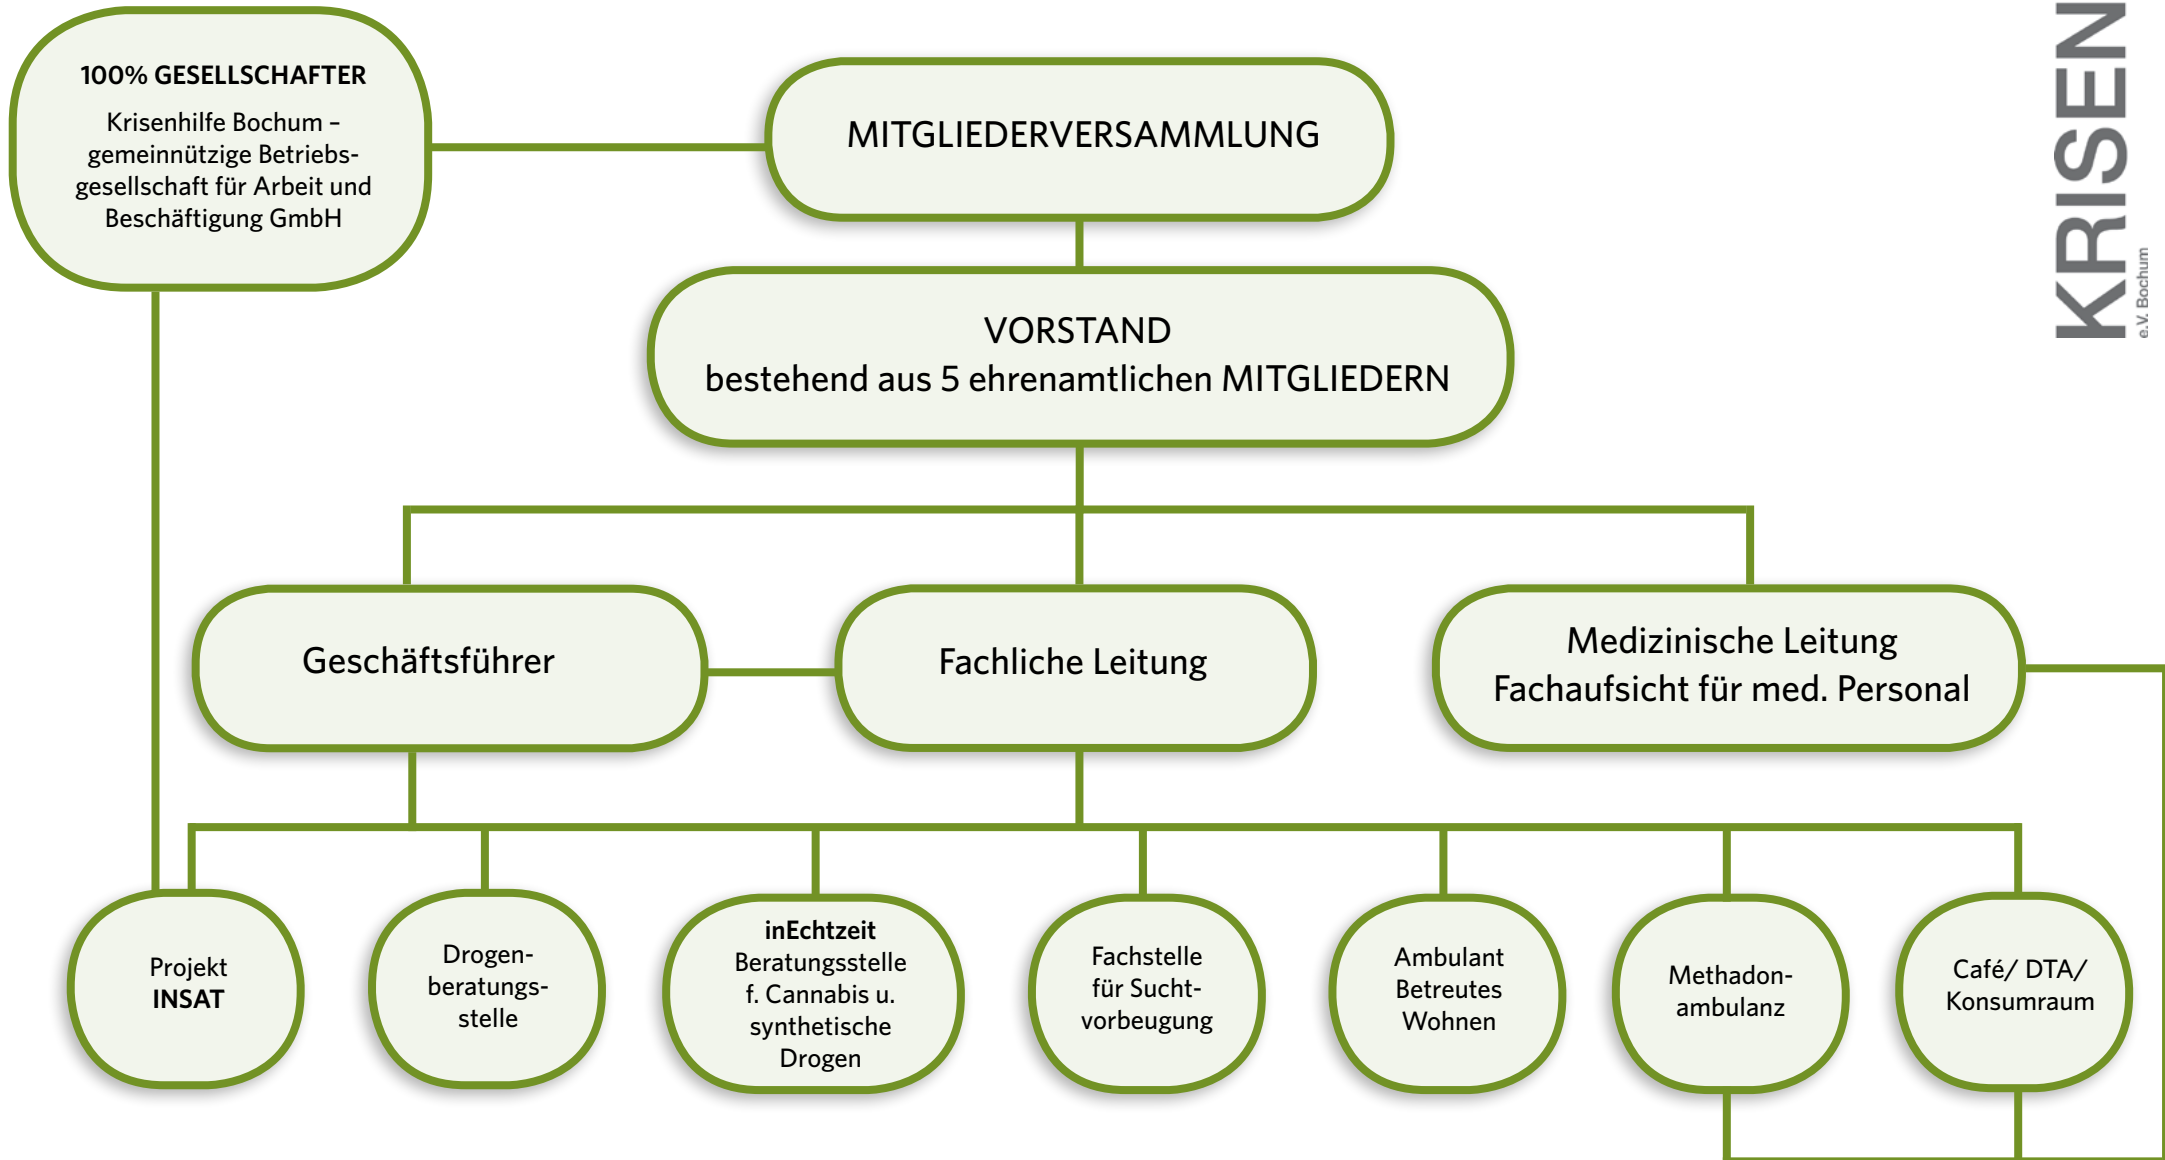 100% GESELLSCHAFTER
Krisenhilfe Bochum –
gemeinnützige Betriebs-
gesellschaft für Arbeit und
Beschäftigung GmbH
MITGLIEDERVERSAMMLUNG
KRISEN
e.V. Bochum
VORSTAND
bestehend aus 5 ehrenamtlichen MITGLIEDERN
Geschäftsführer
Fachliche Leitung
Medizinische Leitung
Fachaufsicht für med. Personal
Projekt
INSAT
Drogen-
beratungs-
stelle
inEchtzeit
Beratungsstelle
f. Cannabis u.
synthetische
Drogen
Fachstelle
für Sucht-
vorbeugung
Ambulant
Betreutes
Wohnen
Methadon-
ambulanz
Café/ DTA/
Konsumraum